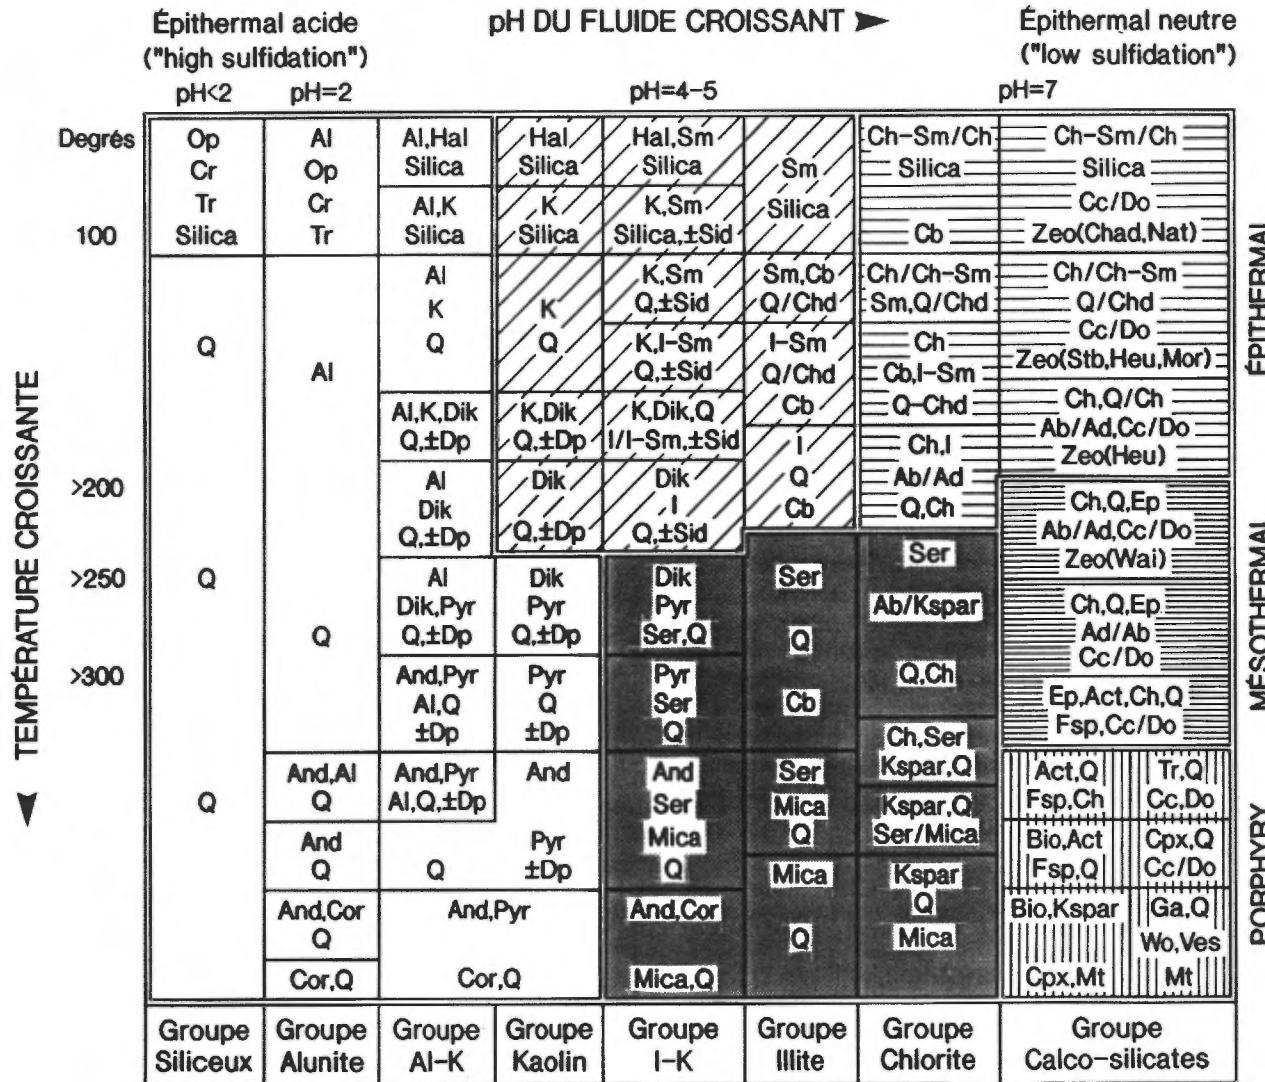 Épithermal acide
("high sulfidation")
pH DU FLUIDE CROISSANT ➤
Épithermal neutre
("low sulfidation")
pH<2
pH=2
pH=4-5
pH=7
Degrés
100
>200
>250
>300
◄ TEMPÉRATURE CROISSANTE
ÉPITHERMAL
MÉSOTHERMAL
PORPHYRY
Op
Cr
Tr
Silica
Q
Q
Q
Al
Op
Cr
Tr
Al
Q
And,Al
Q
And
Q
And,Cor
Q
Cor,Q
Al,Hal
Silica
Al,K
Silica
Al
K
Q
Al,K,Dik
Q,±Dp
Al
Dik
Q,±Dp
Al
Dik,Pyr
Q,±Dp
And,Pyr
Al,Q
±Dp
And,Pyr
Al,Q,±Dp
Q
And,Pyr
Cor,Q
Hal
Silica
K
Silica
K
Q
K,Dik
Q,±Dp
Dik
Q,±Dp
Dik
Pyr
Q,±Dp
Pyr
Q
±Dp
And
Pyr
±Dp
Hal,Sm
Silica
K,Sm
Silica,±Sid
K,Sm
Q,±Sid
K,I-Sm
Q,±Sid
K,Dik,Q
I/I-Sm,±Sid
Dik
I
Q,±Sid
Dik
Pyr
Ser,Q
Pyr
Ser
Q
And
Ser
Mica
Q
And,Cor
Mica,Q
Sm
Silica
Sm,Cb
Q/Chd
I-Sm
Q/Chd
Cb
I
Q
Cb
Ser
Q
Cb
Ser
Mica
Q
Mica
Q
Ch-Sm/Ch
Silica
Cb
Ch/Ch-Sm
Sm,Q/Chd
Ch
Cb,I-Sm
Q-Chd
Ch,I
Ab/Ad
Q,Ch
Ser
Ab/Kspar
Q,Ch
Ch,Ser
Kspar,Q
Kspar,Q
Ser/Mica
Kspar
Q
Mica
Ch-Sm/Ch
Silica
Cc/Do
Zeo(Chad,Nat)
Ch/Ch-Sm
Q/Chd
Cc/Do
Zeo(Stb,Heu,Mor)
Ch,Q/Ch
Ab/Ad,Cc/Do
Zeo(Heu)
Ch,Q,Ep
Ab/Ad,Cc/Do
Zeo(Wai)
Ch,Q,Ep
Ad/Ab
Cc/Do
Ep,Act,Ch,Q
Fsp,Cc/Do
Act,Q
Fsp,Ch
Bio,Act
Fsp,Q
Bio,Kspar
Cpx,Mt
Tr,Q
Cc,Do
Cpx,Q
Cc/Do
Ga,Q
Wo,Ves
Mt
Groupe
Siliceux
Groupe
Alunite
Groupe
Al-K
Groupe
Kaolin
Groupe
I-K
Groupe
Illite
Groupe
Chlorite
Groupe
Calco-silicates